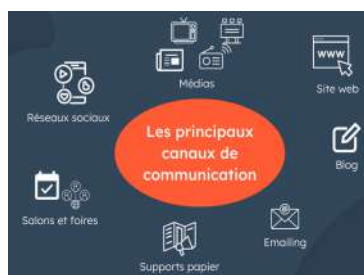 Médias
www
Site web
Réseaux sociaux
Les principaux
canaux de
communication
Blog
Salons et foires
Emailing
Supports papier